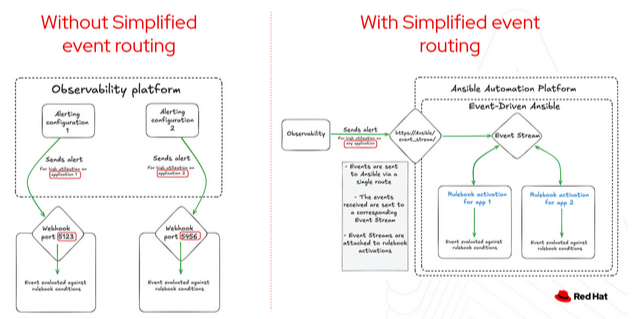 Without Simplified
event routing
Observability platform
Alerting
configuration
1
Alerting
configuration
2
Sends alert
For high utilization on
application 1
Sends alert
For high utilization on
application 2
Webhook
port 5123
Webhook
port 5456
Event evaluated against
rulebook conditions
Event evaluated against
rulebook conditions
With Simplified event
routing
Ansible Automation Platform
Event-Driven Ansible
Observability
Sends alert
For high utilization on
any application
https://Ansible/
event_stream/
Event Stream
- Events are sent
to Ansible via a
single route
- The events
received are sent to
a corresponding
Event Stream
- Event Streams are
attached to rulebook
activations
Rulebook activation
for app 1
Rulebook activation
for app 2
Event evaluated against
rulebook conditions
Event evaluated against
rulebook conditions
Red Hat